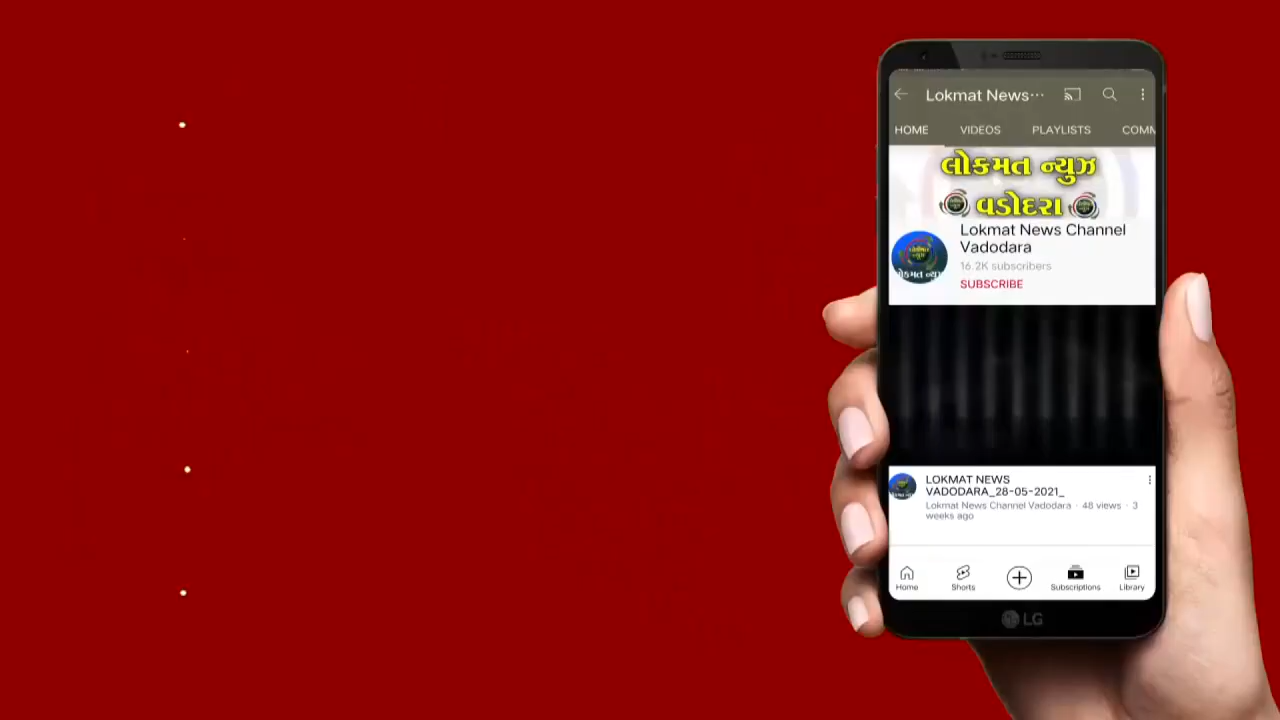 Lokmat News···
HOME VIDEOS PLAYLISTS COMM
લોકમત ન્યુઝ
વડોદરા
Lokmat News Channel
Vadodara
16.2K subscribers
SUBSCRIBE
LOKMAT NEWS
VADODARA_28-05-2021_
Lokmat News Channel Vadodara · 48 views · 3
weeks ago
Home Shorts Subscriptions Library
LG